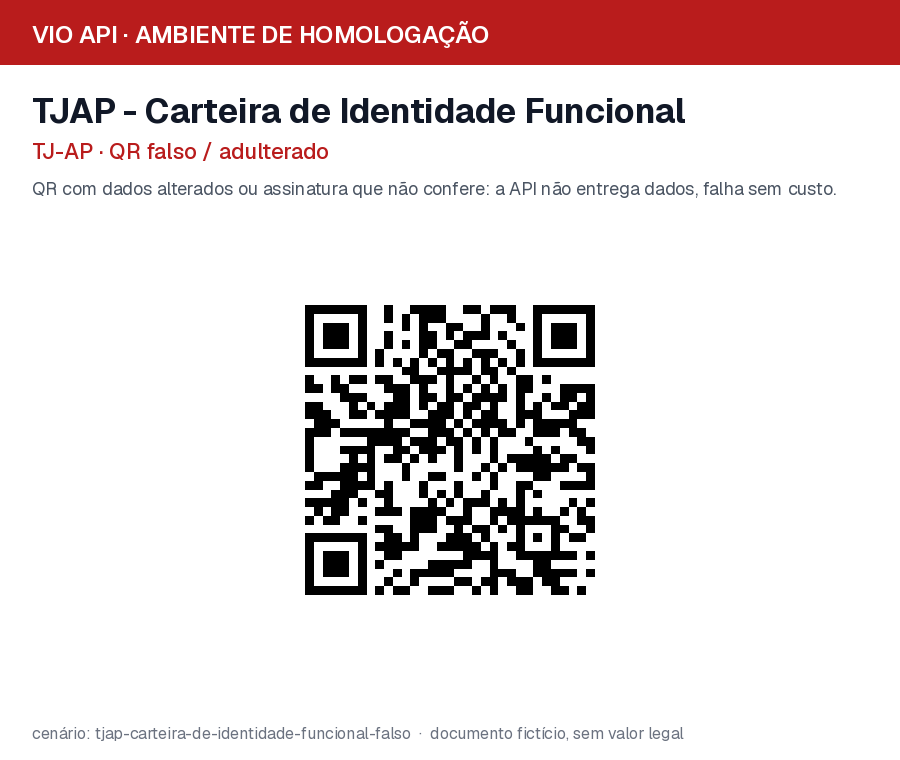 VIO API · AMBIENTE DE HOMOLOGAÇÃO
TJAP - Carteira de Identidade Funcional
TJ-AP · QR falso / adulterado
QR com dados alterados ou assinatura que não confere: a API não entrega dados, falha sem custo.
cenário: tjap-carteira-de-identidade-funcional-falso · documento fictício, sem valor legal